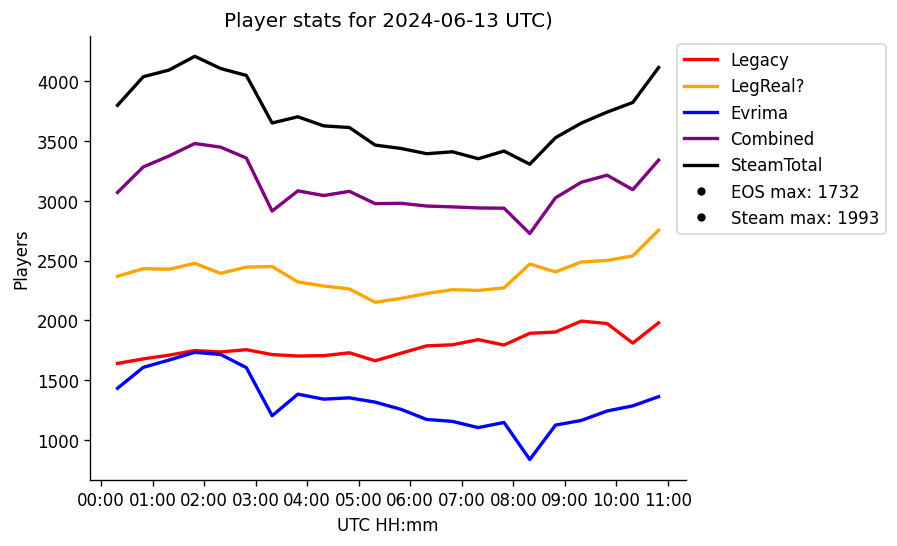 Player stats for 2024-06-13 UTC)
Legacy
LegReal?
Evrima
Combined
SteamTotal
EOS max: 1732
Steam max: 1993
Players
4000
3500
3000
2500
2000
1500
1000
00:00 01:00 02:00 03:00 04:00 05:00 06:00 07:00 08:00 09:00 10:00 11:00
UTC HH:mm